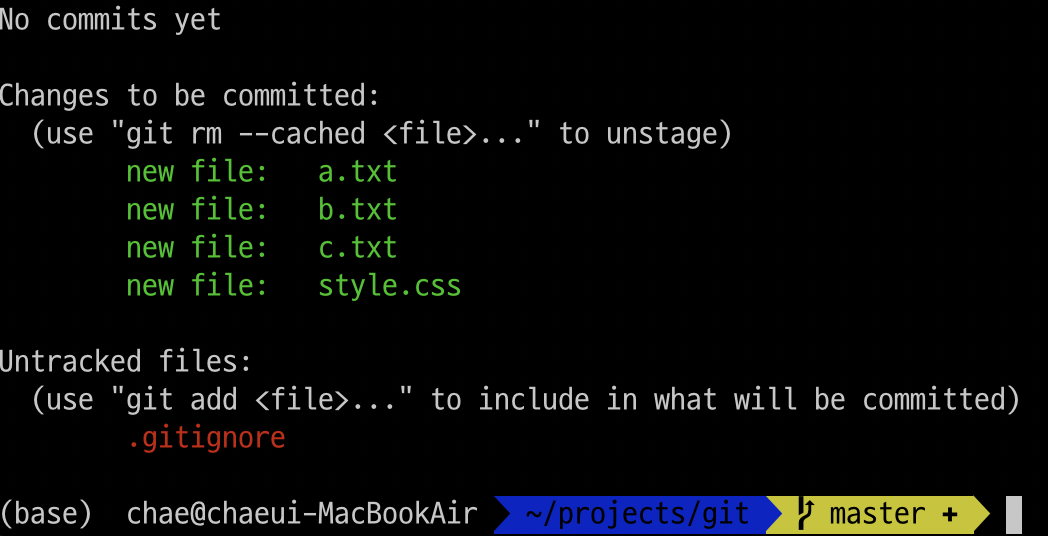 No commits yet
Changes to be committed:
  (use "git rm --cached <file>..." to unstage)
        new file:   a.txt
        new file:   b.txt
        new file:   c.txt
        new file:   style.css
Untracked files:
  (use "git add <file>..." to include in what will be committed)
        .gitignore
(base)  chae@chaeui-MacBookAir  ~/projects/git  master +